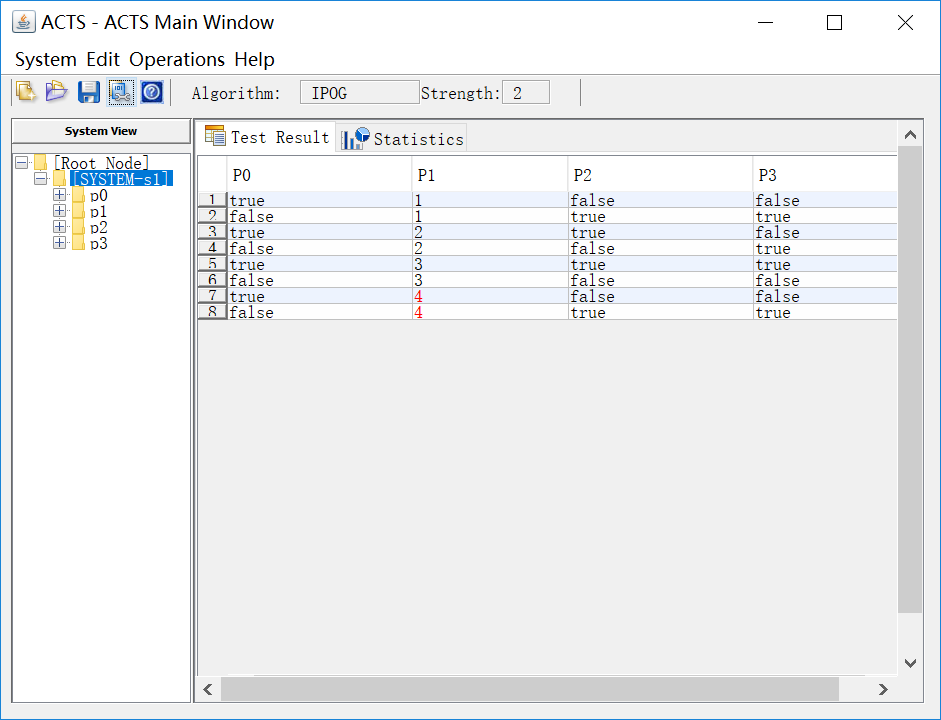 ACTS - ACTS Main Window
System Edit Operations Help
Algorithm: IPOG Strength: 2
System View
[Root Node]
[SYSTEM-s1]
p0
p1
p2
p3
Test Result Statistics
P0 P1 P2 P3
1 true 1 false false
2 false 1 true true
3 true 2 true false
4 false 2 false true
5 true 3 true true
6 false 3 false false
7 true 4 false false
8 false 4 true true